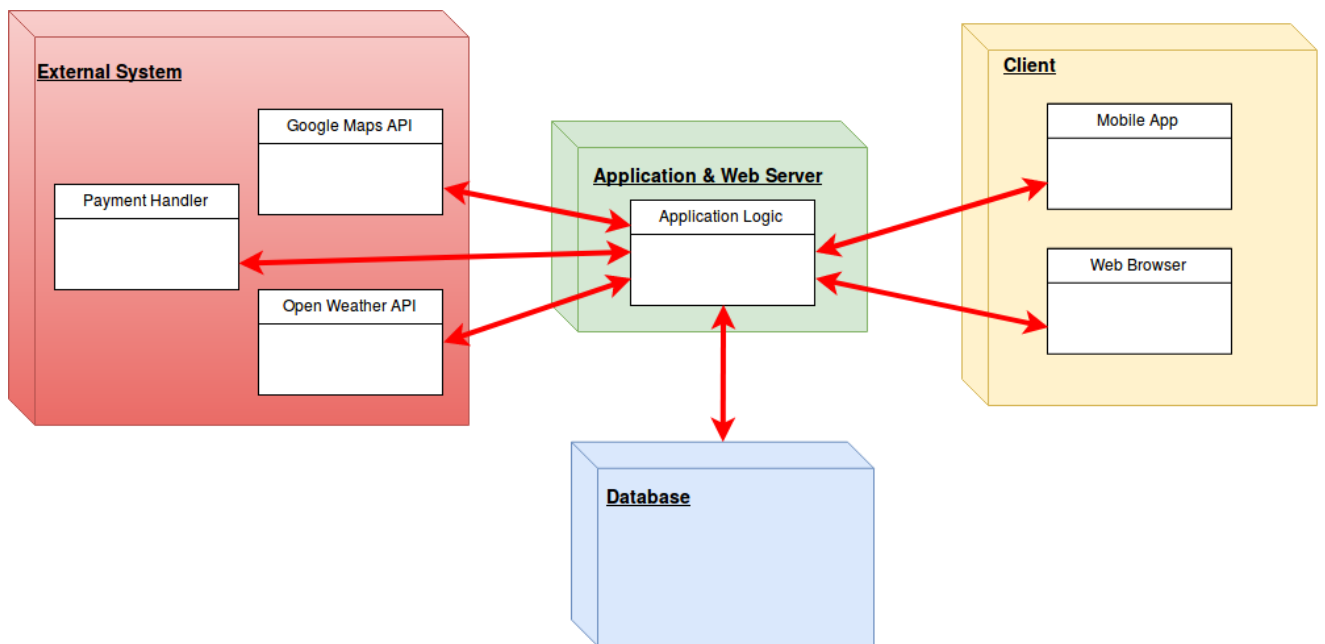 External System
Google Maps API
Payment Handler
Open Weather API
Application & Web Server
Application Logic
Client
Mobile App
Web Browser
Database